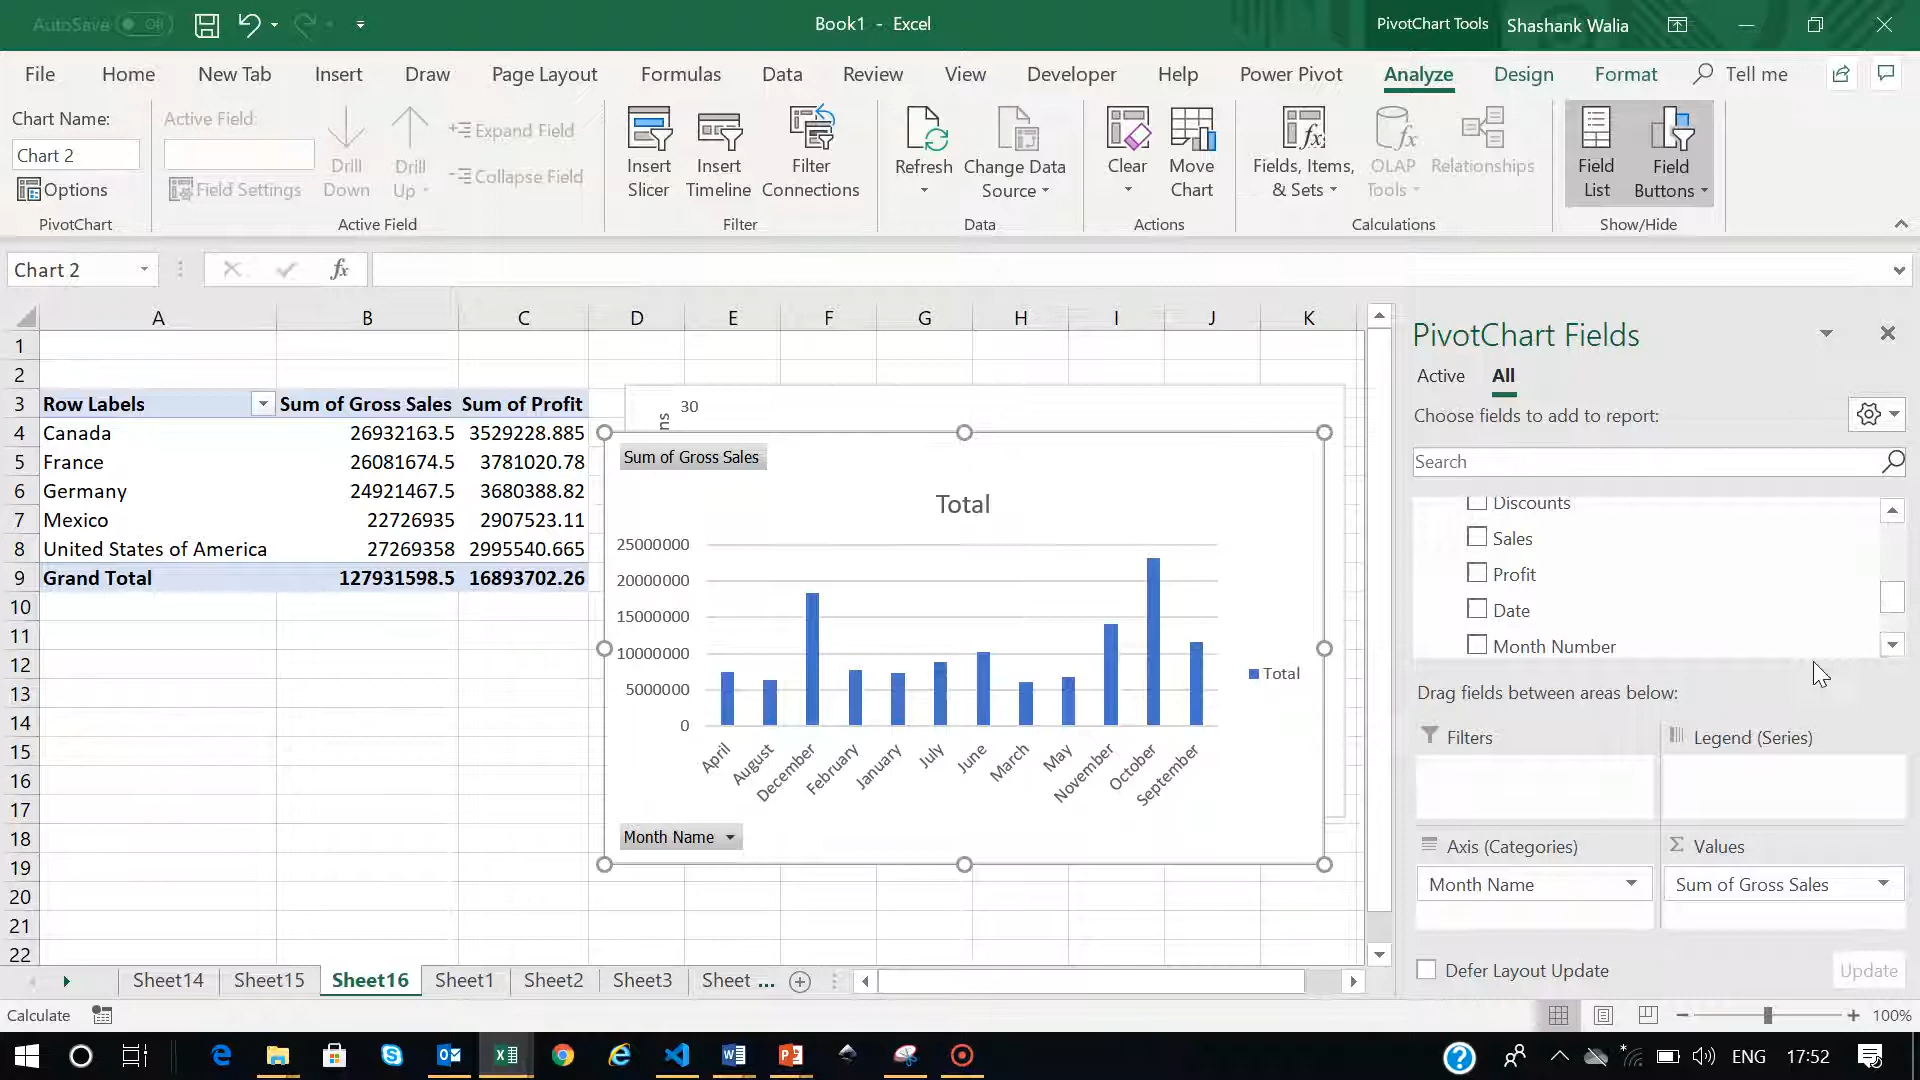 AutoSave Off
Book1 - Excel
PivotChart Tools
Shashank Walia
File Home New Tab Insert Draw Page Layout Formulas Data Review View Developer Help Power Pivot Analyze Design Format Tell me
Chart Name:
Chart 2
Options
PivotChart
Active Field:
Field Settings
Drill Down
Drill Up
Expand Field
Collapse Field
Active Field
Insert Slicer
Insert Timeline
Filter Connections
Filter
Refresh
Change Data Source
Data
Clear
Move Chart
Actions
Fields, Items, & Sets
OLAP Tools
Relationships
Calculations
Field List
Field Buttons
Show/Hide
Chart 2
fx
A B C D E F G H I J K
1
2
3 Row Labels Sum of Gross Sales Sum of Profit
4 Canada 26932163.5 3529228.885
5 France 26081674.5 3781020.78
6 Germany 24921467.5 3680388.82
7 Mexico 22726935 2907523.11
8 United States of America 27269358 2995540.665
9 Grand Total 127931598.5 16893702.26
10
11
12
13
14
15
16
17
18
19
20
21
22
30
ns
Sum of Gross Sales
Total
25000000
20000000
15000000
10000000
5000000
0
April August December February January July June March May November October September
Total
Month Name
PivotChart Fields
Active All
Choose fields to add to report:
Search
Discounts
Sales
Profit
Date
Month Number
Drag fields between areas below:
Filters
Legend (Series)
Axis (Categories)
Σ Values
Month Name
Sum of Gross Sales
Defer Layout Update
Update
Sheet14 Sheet15 Sheet16 Sheet1 Sheet2 Sheet3 Sheet ...
Calculate
100%
ENG
17:52